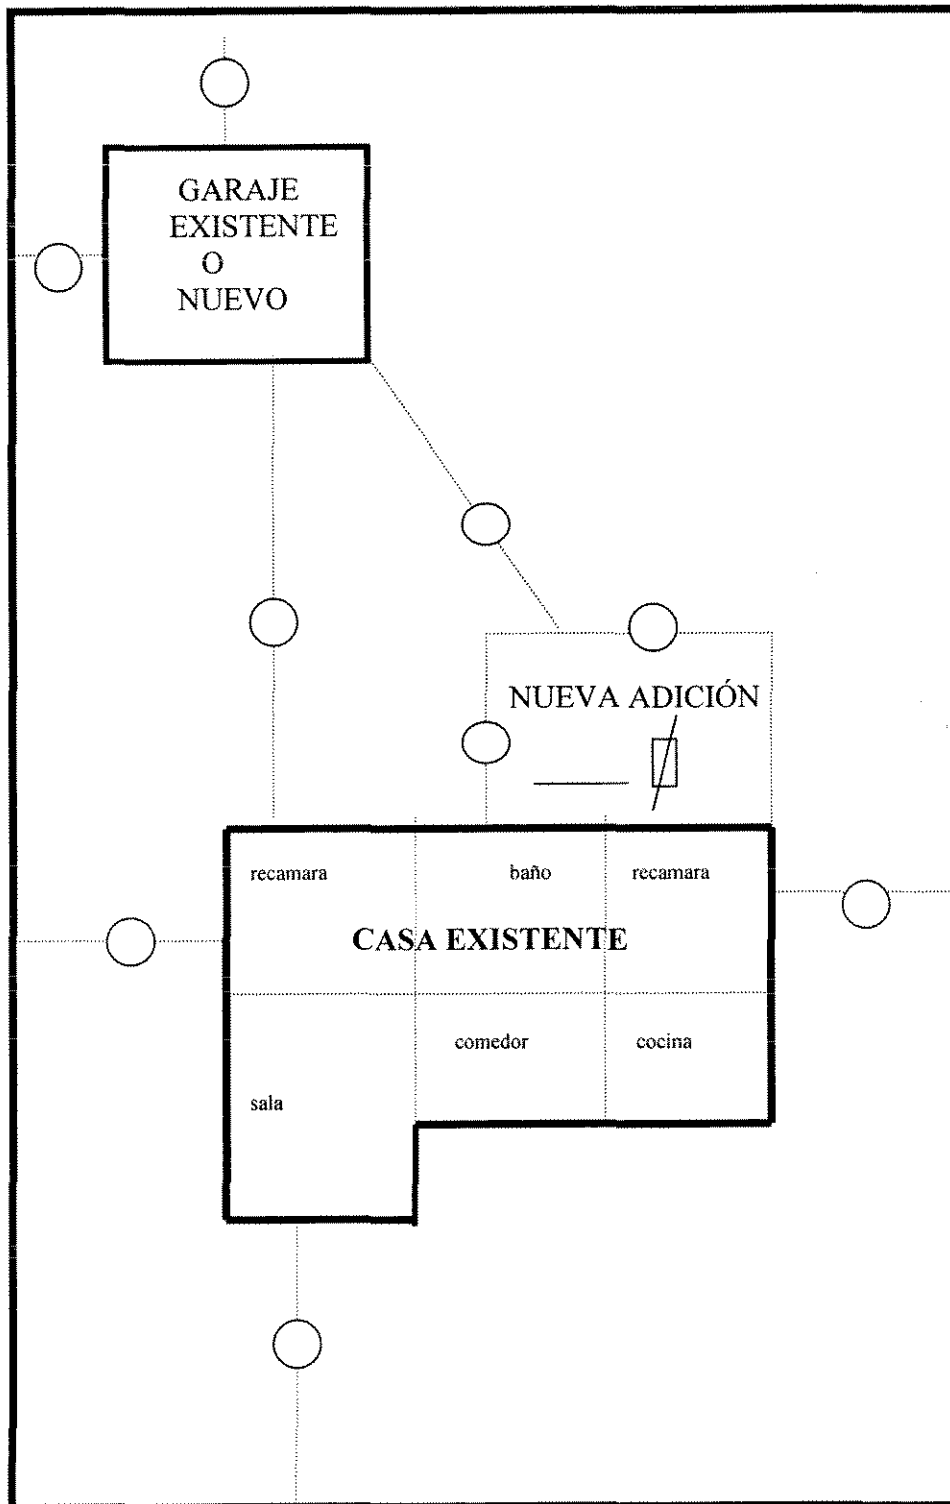 GARAJE
EXISTENTE
O
NUEVO
NUEVA ADICIÓN
recamara
baño
recamara
CASA EXISTENTE
comedor
cocina
sala